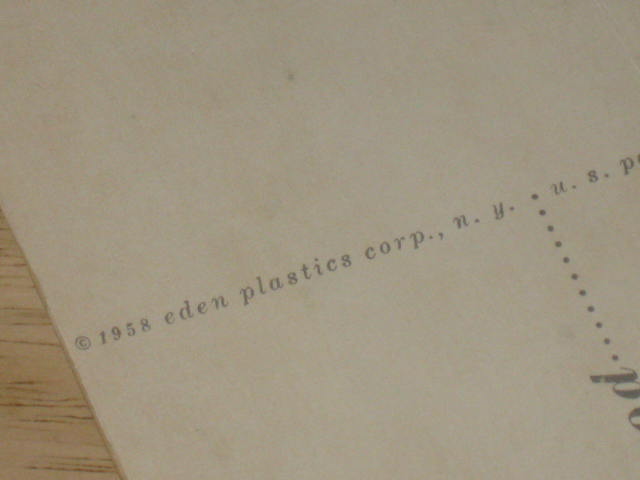 © 1958 eden plastics corp., n. y. • u. s. p